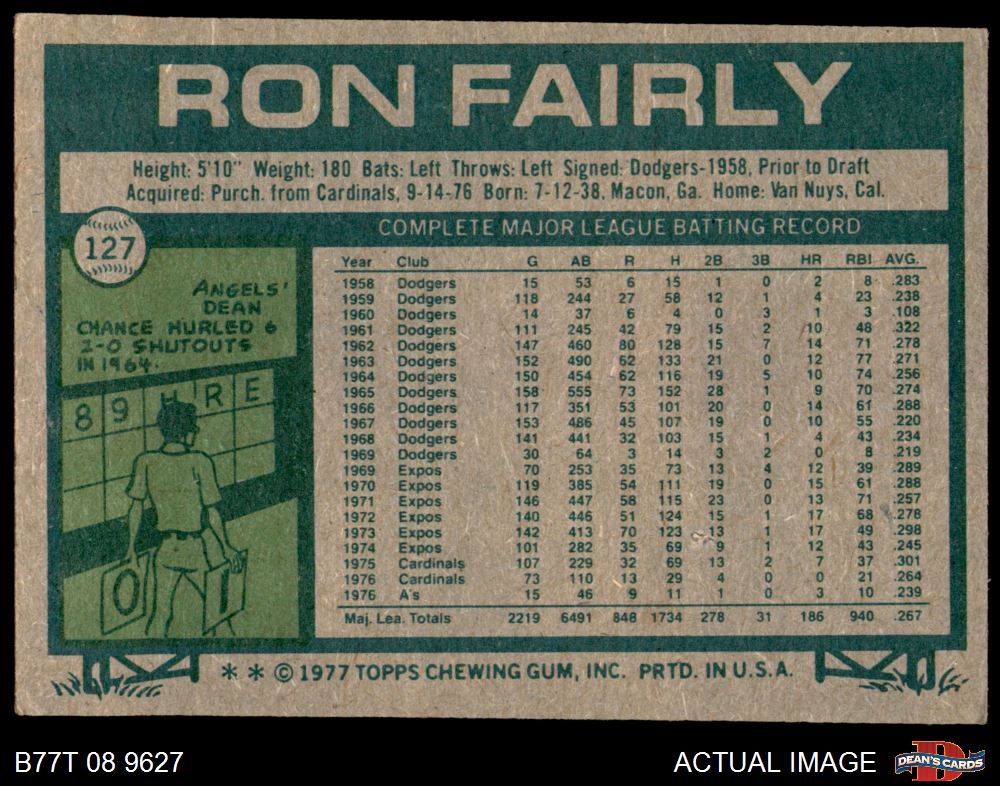 RON FAIRLY
Height: 5'10" Weight: 180 Bats: Left Throws: Left Signed: Dodgers-1958, Prior to Draft
Acquired: Purch. from Cardinals, 9-14-76 Born: 7-12-38, Macon, Ga. Home: Van Nuys, Cal.
127
ANGELS'
DEAN
CHANCE HURLED 6
1-0 SHUTOUTS
IN 1964.
8 9 H R E
0 1
COMPLETE MAJOR LEAGUE BATTING RECORD
Year Club G AB R H 2B 3B HR RBI AVG.
1958 Dodgers 15 53 6 15 1 0 2 8 .283
1959 Dodgers 118 244 27 58 12 1 4 23 .238
1960 Dodgers 14 37 6 4 0 3 1 3 .108
1961 Dodgers 111 245 42 79 15 2 10 48 .322
1962 Dodgers 147 460 80 128 15 7 14 71 .278
1963 Dodgers 152 490 62 133 21 0 12 77 .271
1964 Dodgers 150 454 62 116 19 5 10 74 .256
1965 Dodgers 158 555 73 152 28 1 9 70 .274
1966 Dodgers 117 351 53 101 20 0 14 61 .288
1967 Dodgers 153 486 45 107 19 0 10 55 .220
1968 Dodgers 141 441 32 103 15 1 4 43 .234
1969 Dodgers 30 64 3 14 3 2 0 8 .219
1969 Expos 70 253 35 73 13 4 12 39 .289
1970 Expos 119 385 54 111 19 0 15 61 .288
1971 Expos 146 447 58 115 23 0 13 71 .257
1972 Expos 140 446 51 124 15 1 17 68 .278
1973 Expos 142 413 70 123 13 1 17 49 .298
1974 Expos 101 282 35 69 9 1 12 43 .245
1975 Cardinals 107 229 32 69 13 2 7 37 .301
1976 Cardinals 73 110 13 29 4 0 0 21 .264
1976 A's 15 46 9 11 1 0 3 10 .239
Maj. Lea. Totals 2219 6491 848 1734 278 31 186 940 .267
* * © 1977 TOPPS CHEWING GUM, INC. PRTD. IN U.S.A.
B77T 08 9627
ACTUAL IMAGE
D
DEAN'S CARDS